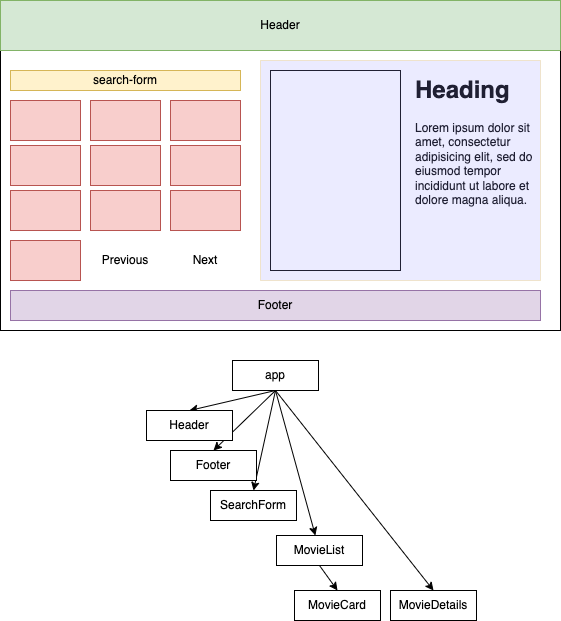 Header
search-form
Heading
Lorem ipsum dolor sit
amet, consectetur
adipisicing elit, sed do
eiusmod tempor
incididunt ut labore et
dolore magna aliqua.
Previous
Next
Footer
app
Header
Footer
SearchForm
MovieList
MovieCard
MovieDetails